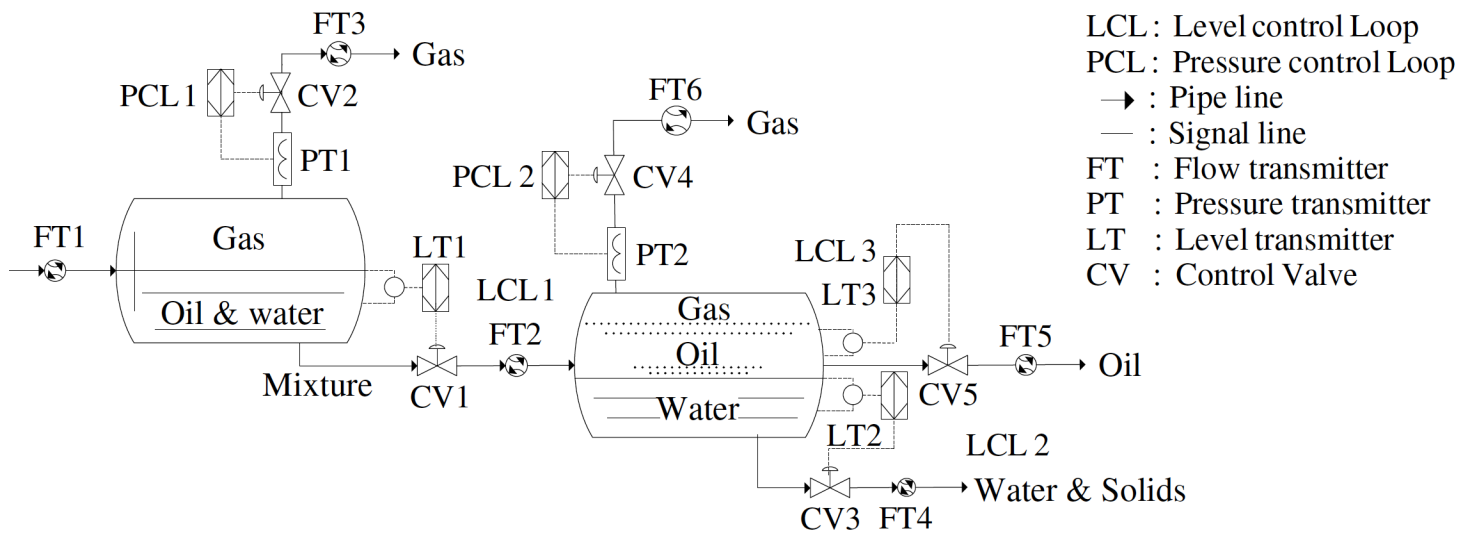 FT3
Gas
PCL 1
CV2
PT1
FT6
Gas
PCL 2
CV4
PT2
FT1
Gas
Oil & water
LT1
LCL 1
FT2
Mixture
CV1
LCL 3
LT3
Gas
Oil
Water
FT5
Oil
CV5
LT2
LCL 2
Water & Solids
CV3
FT4
LCL : Level control Loop
PCL : Pressure control Loop
: Pipe line
: Signal line
FT : Flow transmitter
PT : Pressure transmitter
LT : Level transmitter
CV : Control Valve